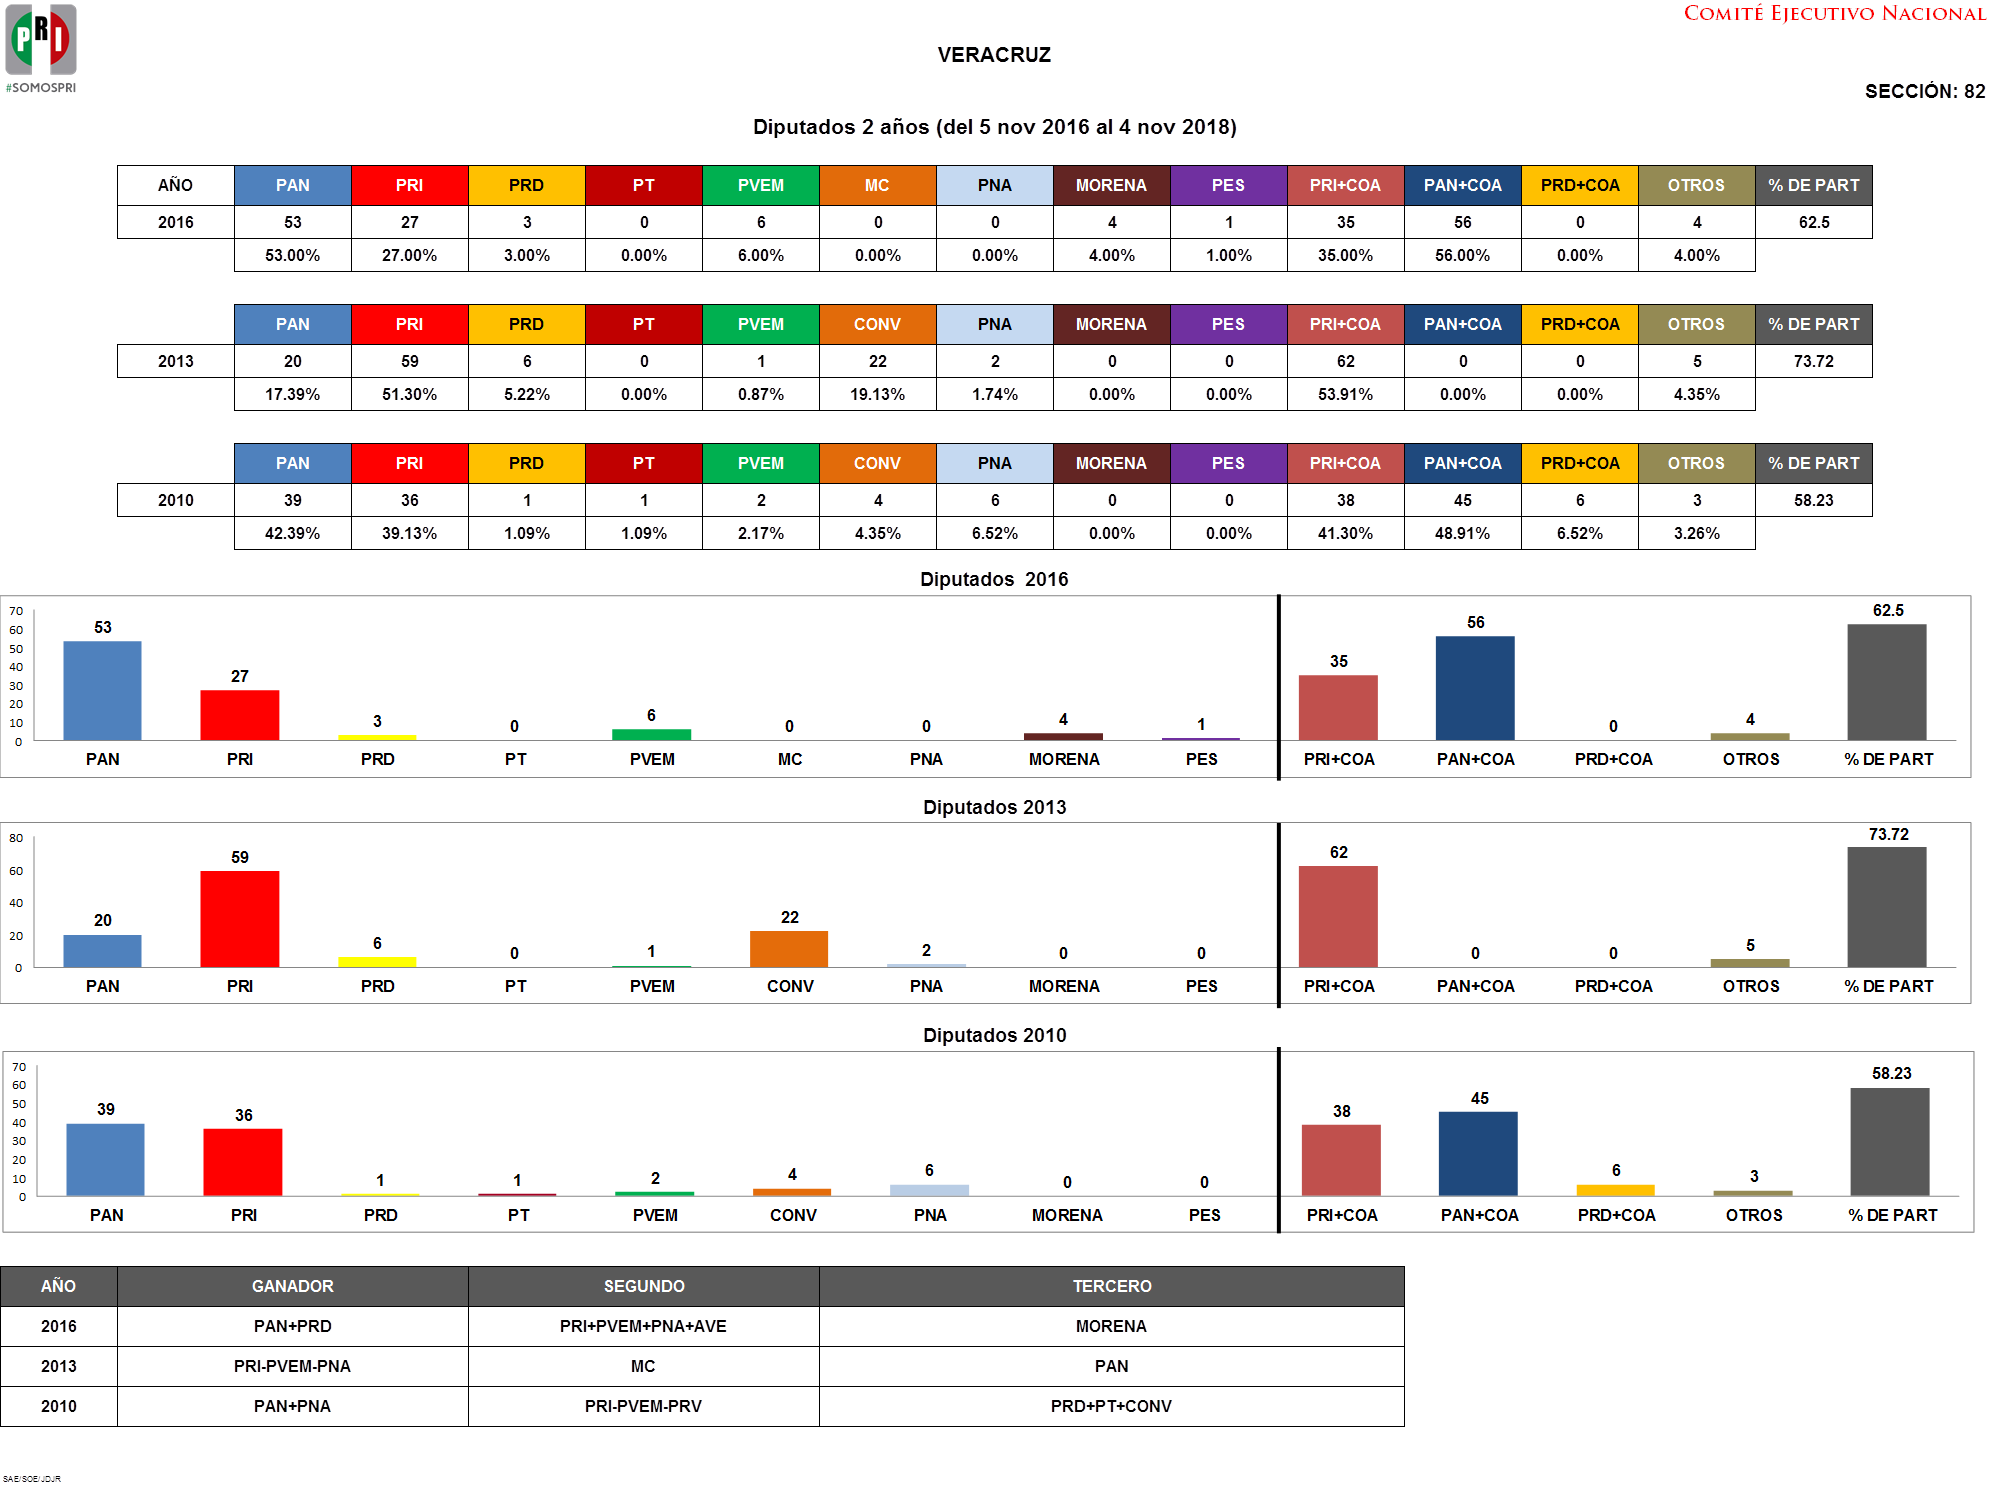 PRI
#SOMOSPRI
COMITÉ EJECUTIVO NACIONAL
VERACRUZ
SECCIÓN: 82
Diputados 2 años (del 5 nov 2016 al 4 nov 2018)
AÑO PAN PRI PRD PT PVEM MC PNA MORENA PES PRI+COA PAN+COA PRD+COA OTROS % DE PART
2016 53 27 3 0 6 0 0 4 1 35 56 0 4 62.5
53.00% 27.00% 3.00% 0.00% 6.00% 0.00% 0.00% 4.00% 1.00% 35.00% 56.00% 0.00% 4.00%
PAN PRI PRD PT PVEM CONV PNA MORENA PES PRI+COA PAN+COA PRD+COA OTROS % DE PART
2013 20 59 6 0 1 22 2 0 0 62 0 0 5 73.72
17.39% 51.30% 5.22% 0.00% 0.87% 19.13% 1.74% 0.00% 0.00% 53.91% 0.00% 0.00% 4.35%
PAN PRI PRD PT PVEM CONV PNA MORENA PES PRI+COA PAN+COA PRD+COA OTROS % DE PART
2010 39 36 1 1 2 4 6 0 0 38 45 6 3 58.23
42.39% 39.13% 1.09% 1.09% 2.17% 4.35% 6.52% 0.00% 0.00% 41.30% 48.91% 6.52% 3.26%
Diputados 2016
70
60
50
40
30
20
10
0
53 27 3 0 6 0 0 4 1 35 56 0 4 62.5
PAN PRI PRD PT PVEM MC PNA MORENA PES PRI+COA PAN+COA PRD+COA OTROS % DE PART
Diputados 2013
80
60
40
20
0
20 59 6 0 1 22 2 0 0 62 0 0 5 73.72
PAN PRI PRD PT PVEM CONV PNA MORENA PES PRI+COA PAN+COA PRD+COA OTROS % DE PART
Diputados 2010
70
60
50
40
30
20
10
0
39 36 1 1 2 4 6 0 0 38 45 6 3 58.23
PAN PRI PRD PT PVEM CONV PNA MORENA PES PRI+COA PAN+COA PRD+COA OTROS % DE PART
AÑO GANADOR SEGUNDO TERCERO
2016 PAN+PRD PRI+PVEM+PNA+AVE MORENA
2013 PRI-PVEM-PNA MC PAN
2010 PAN+PNA PRI-PVEM-PRV PRD+PT+CONV
SAE/SOE/JDJR